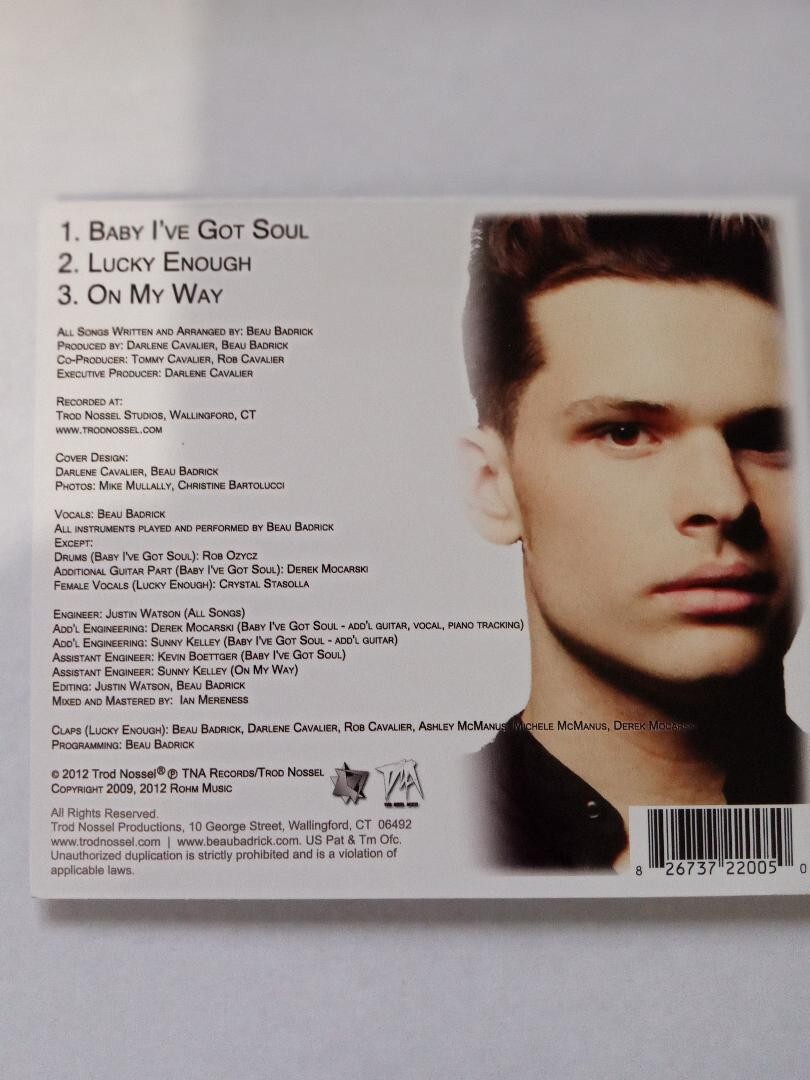 1. BABY I'VE GOT SOUL
2. LUCKY ENOUGH
3. ON MY WAY
ALL SONGS WRITTEN AND ARRANGED BY: BEAU BADRICK
PRODUCED BY: DARLENE CAVALIER, BEAU BADRICK
CO-PRODUCER: TOMMY CAVALIER, ROB CAVALIER
EXECUTIVE PRODUCER: DARLENE CAVALIER
RECORDED AT:
TROD NOSSEL STUDIOS, WALLINGFORD, CT
WWW.TRODNOSSEL.COM
COVER DESIGN:
DARLENE CAVALIER, BEAU BADRICK
PHOTOS: MIKE MULLALLY, CHRISTINE BARTOLUCCI
VOCALS: BEAU BADRICK
ALL INSTRUMENTS PLAYED AND PERFORMED BY BEAU BADRICK
EXCEPT:
DRUMS (BABY I'VE GOT SOUL): ROB OZYCZ
ADDITIONAL GUITAR PART (BABY I'VE GOT SOUL): DEREK MOCARSKI
FEMALE VOCALS (LUCKY ENOUGH): CRYSTAL STASOLLA
ENGINEER: JUSTIN WATSON (ALL SONGS)
ADD'L ENGINEERING: DEREK MOCARSKI (BABY I'VE GOT SOUL - ADD'L GUITAR, VOCAL, PIANO TRACKING)
ADD'L ENGINEERING: SUNNY KELLEY (BABY I'VE GOT SOUL - ADD'L GUITAR)
ASSISTANT ENGINEER: KEVIN BOETTGER (BABY I'VE GOT SOUL)
ASSISTANT ENGINEER: SUNNY KELLEY (ON MY WAY)
EDITING: JUSTIN WATSON, BEAU BADRICK
MIXED AND MASTERED BY: IAN MERENESS
CLAPS (LUCKY ENOUGH): BEAU BADRICK, DARLENE CAVALIER, ROB CAVALIER, ASHLEY MCMANUS, MICHELE MCMANUS, DEREK MOCARSKI
PROGRAMMING: BEAU BADRICK
© 2012 TROD NOSSEL® ℗ TNA RECORDS/TROD NOSSEL
COPYRIGHT 2009, 2012 ROHM MUSIC
All Rights Reserved.
Trod Nossel Productions, 10 George Street, Wallingford, CT 06492
www.trodnossel.com | www.beaubadrick.com. US Pat & Tm Ofc.
Unauthorized duplication is strictly prohibited and is a violation of
applicable laws.
8 26737 22005 0